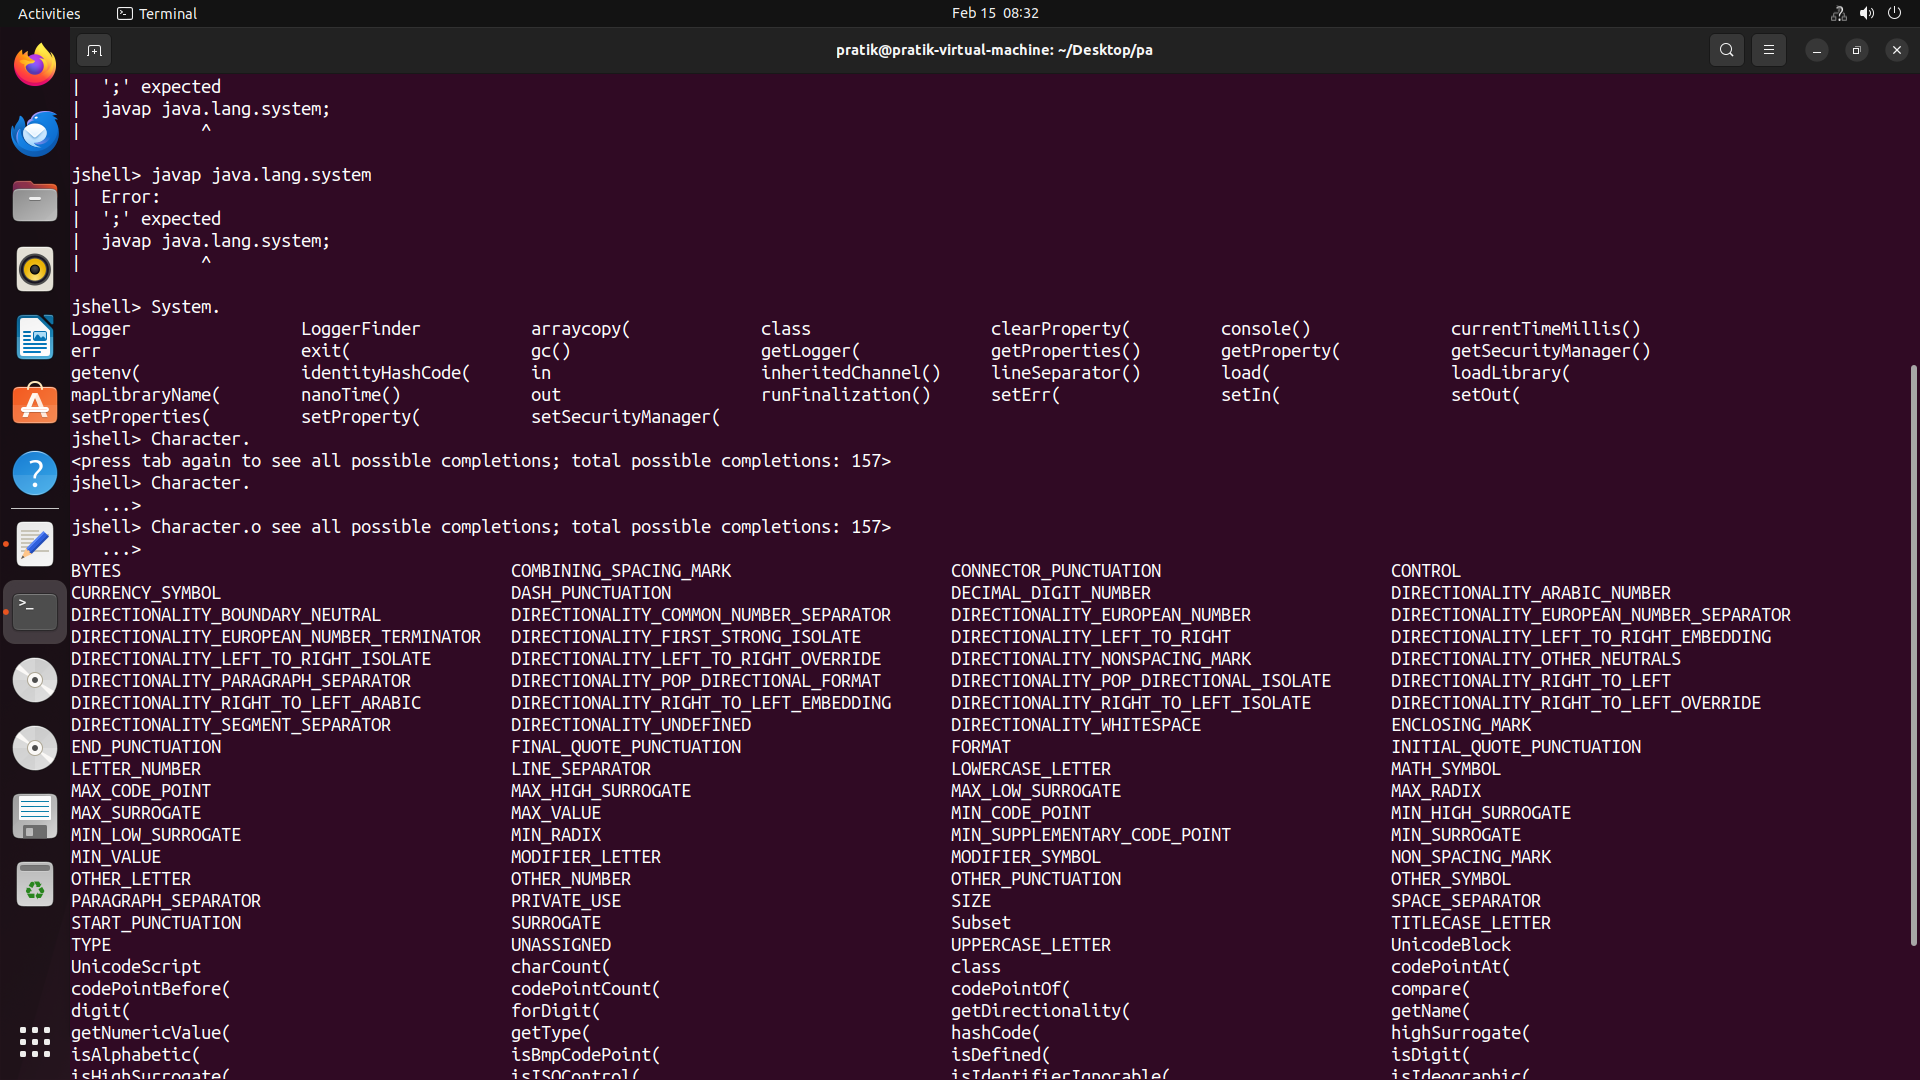 Activities Terminal Feb 15 08:32
pratik@pratik-virtual-machine: ~/Desktop/pa
| ';' expected
| javap java.lang.system;
| ^
jshell> javap java.lang.system
| Error:
| ';' expected
| javap java.lang.system;
| ^
jshell> System.
Logger LoggerFinder arraycopy( class clearProperty( console() currentTimeMillis()
err exit( gc() getLogger( getProperties() getProperty( getSecurityManager()
getenv( identityHashCode( in inheritedChannel() lineSeparator() load( loadLibrary(
mapLibraryName( nanoTime() out runFinalization() setErr( setIn( setOut(
setProperties( setProperty( setSecurityManager(
jshell> Character.
<press tab again to see all possible completions; total possible completions: 157>
jshell> Character.
...>
jshell> Character.o see all possible completions; total possible completions: 157>
...>
BYTES COMBINING_SPACING_MARK CONNECTOR_PUNCTUATION CONTROL
CURRENCY_SYMBOL DASH_PUNCTUATION DECIMAL_DIGIT_NUMBER DIRECTIONALITY_ARABIC_NUMBER
DIRECTIONALITY_BOUNDARY_NEUTRAL DIRECTIONALITY_COMMON_NUMBER_SEPARATOR DIRECTIONALITY_EUROPEAN_NUMBER DIRECTIONALITY_EUROPEAN_NUMBER_SEPARATOR
DIRECTIONALITY_EUROPEAN_NUMBER_TERMINATOR DIRECTIONALITY_FIRST_STRONG_ISOLATE DIRECTIONALITY_LEFT_TO_RIGHT DIRECTIONALITY_LEFT_TO_RIGHT_EMBEDDING
DIRECTIONALITY_LEFT_TO_RIGHT_ISOLATE DIRECTIONALITY_LEFT_TO_RIGHT_OVERRIDE DIRECTIONALITY_NONSPACING_MARK DIRECTIONALITY_OTHER_NEUTRALS
DIRECTIONALITY_PARAGRAPH_SEPARATOR DIRECTIONALITY_POP_DIRECTIONAL_FORMAT DIRECTIONALITY_POP_DIRECTIONAL_ISOLATE DIRECTIONALITY_RIGHT_TO_LEFT
DIRECTIONALITY_RIGHT_TO_LEFT_ARABIC DIRECTIONALITY_RIGHT_TO_LEFT_EMBEDDING DIRECTIONALITY_RIGHT_TO_LEFT_ISOLATE DIRECTIONALITY_RIGHT_TO_LEFT_OVERRIDE
DIRECTIONALITY_SEGMENT_SEPARATOR DIRECTIONALITY_UNDEFINED DIRECTIONALITY_WHITESPACE ENCLOSING_MARK
END_PUNCTUATION FINAL_QUOTE_PUNCTUATION FORMAT INITIAL_QUOTE_PUNCTUATION
LETTER_NUMBER LINE_SEPARATOR LOWERCASE_LETTER MATH_SYMBOL
MAX_CODE_POINT MAX_HIGH_SURROGATE MAX_LOW_SURROGATE MAX_RADIX
MAX_SURROGATE MAX_VALUE MIN_CODE_POINT MIN_HIGH_SURROGATE
MIN_LOW_SURROGATE MIN_RADIX MIN_SUPPLEMENTARY_CODE_POINT MIN_SURROGATE
MIN_VALUE MODIFIER_LETTER MODIFIER_SYMBOL NON_SPACING_MARK
OTHER_LETTER OTHER_NUMBER OTHER_PUNCTUATION OTHER_SYMBOL
PARAGRAPH_SEPARATOR PRIVATE_USE SIZE SPACE_SEPARATOR
START_PUNCTUATION SURROGATE Subset TITLECASE_LETTER
TYPE UNASSIGNED UPPERCASE_LETTER UnicodeBlock
UnicodeScript charCount( class codePointAt(
codePointBefore( codePointCount( codePointOf( compare(
digit( forDigit( getDirectionality( getName(
getNumericValue( getType( hashCode( highSurrogate(
isAlphabetic( isBmpCodePoint( isDefined( isDigit(
isHighSurrogate( isISOControl( isIdentifierIgnorable( isIdeographic(